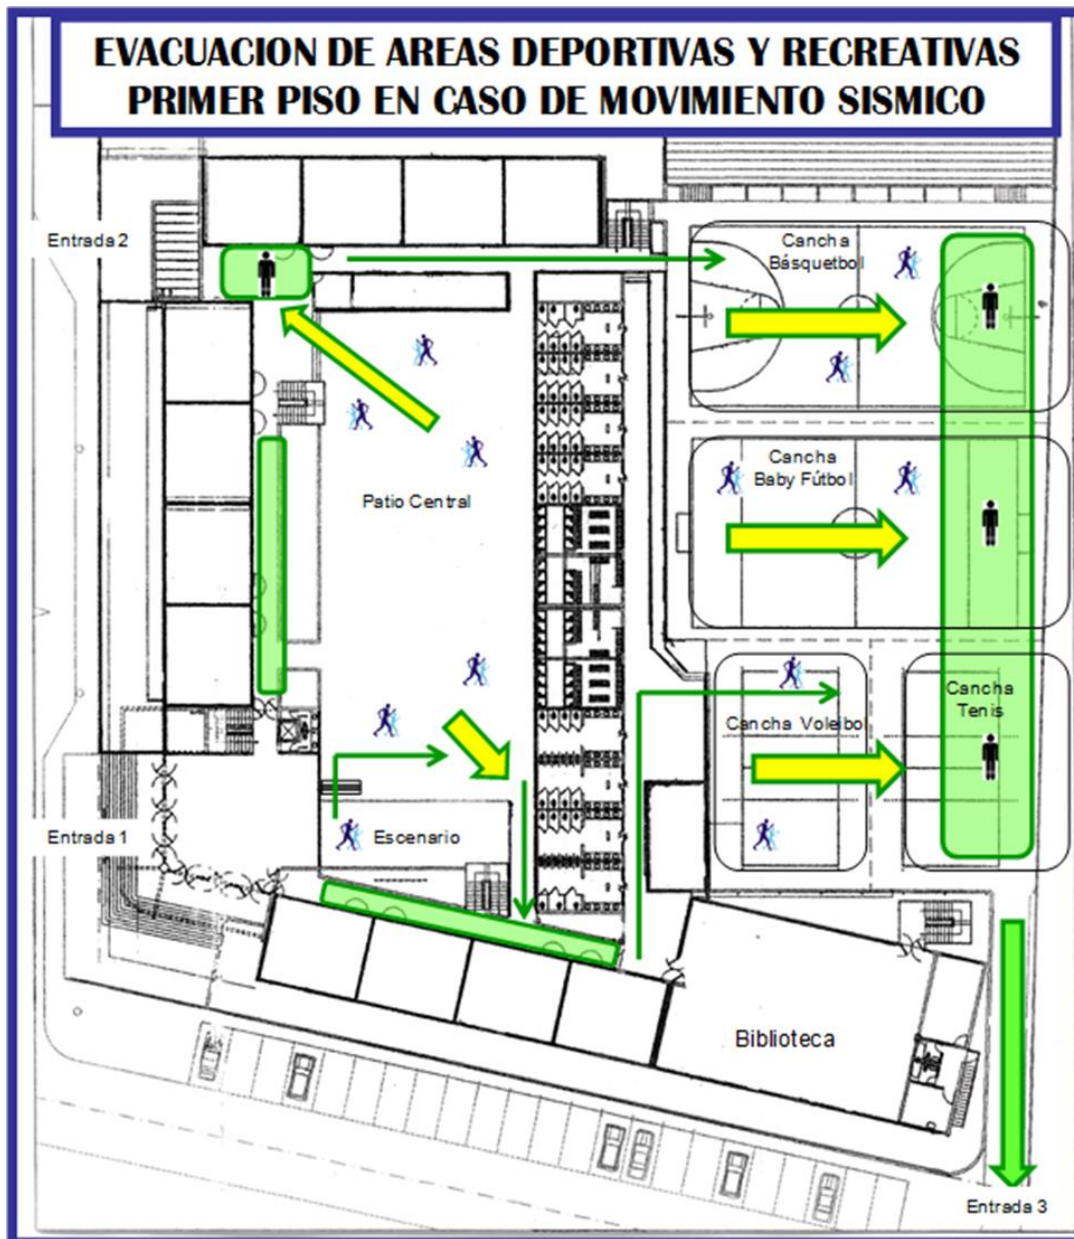 EVACUACION DE AREAS DEPORTIVAS Y RECREATIVAS
PRIMER PISO EN CASO DE MOVIMIENTO SISMICO
Entrada 2
Cancha
Básquetbol
Cancha
Baby Fútbol
Patio Central
Cancha
Tenis
Cancha Voleibo
Entrada 1
Escenario
Biblioteca
Entrada 3